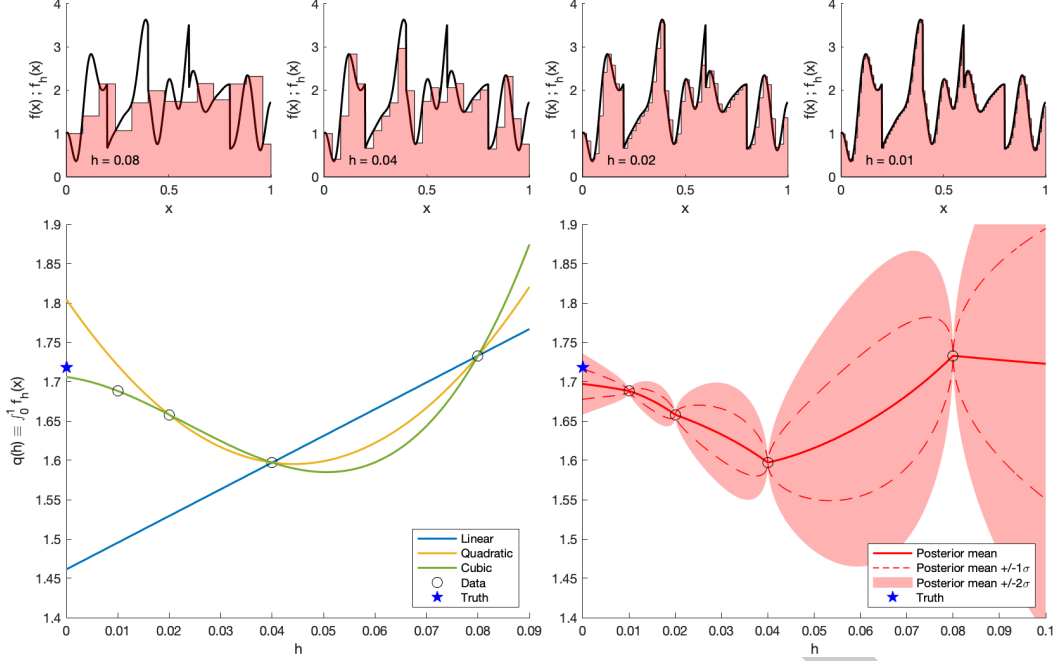 f(x) ; f_h(x)
4
3
2
1
0
h = 0.08
0 0.5 1
x
f(x) ; f_h(x)
4
3
2
1
0
h = 0.04
0 0.5 1
x
f(x) ; f_h(x)
4
3
2
1
0
h = 0.02
0 0.5 1
x
f(x) ; f_h(x)
4
3
2
1
0
h = 0.01
0 0.5 1
x
q(h) ≡ ∫₀¹ f_h(x)
1.9
1.85
1.8
1.75
1.7
1.65
1.6
1.55
1.5
1.45
1.4
Linear
Quadratic
Cubic
Data
Truth
0 0.01 0.02 0.03 0.04 0.05 0.06 0.07 0.08 0.09
h
1.9
1.85
1.8
1.75
1.7
1.65
1.6
1.55
1.5
1.45
1.4
Posterior mean
Posterior mean +/-1σ
Posterior mean +/-2σ
Truth
0 0.01 0.02 0.03 0.04 0.05 0.06 0.07 0.08 0.09 0.1
h